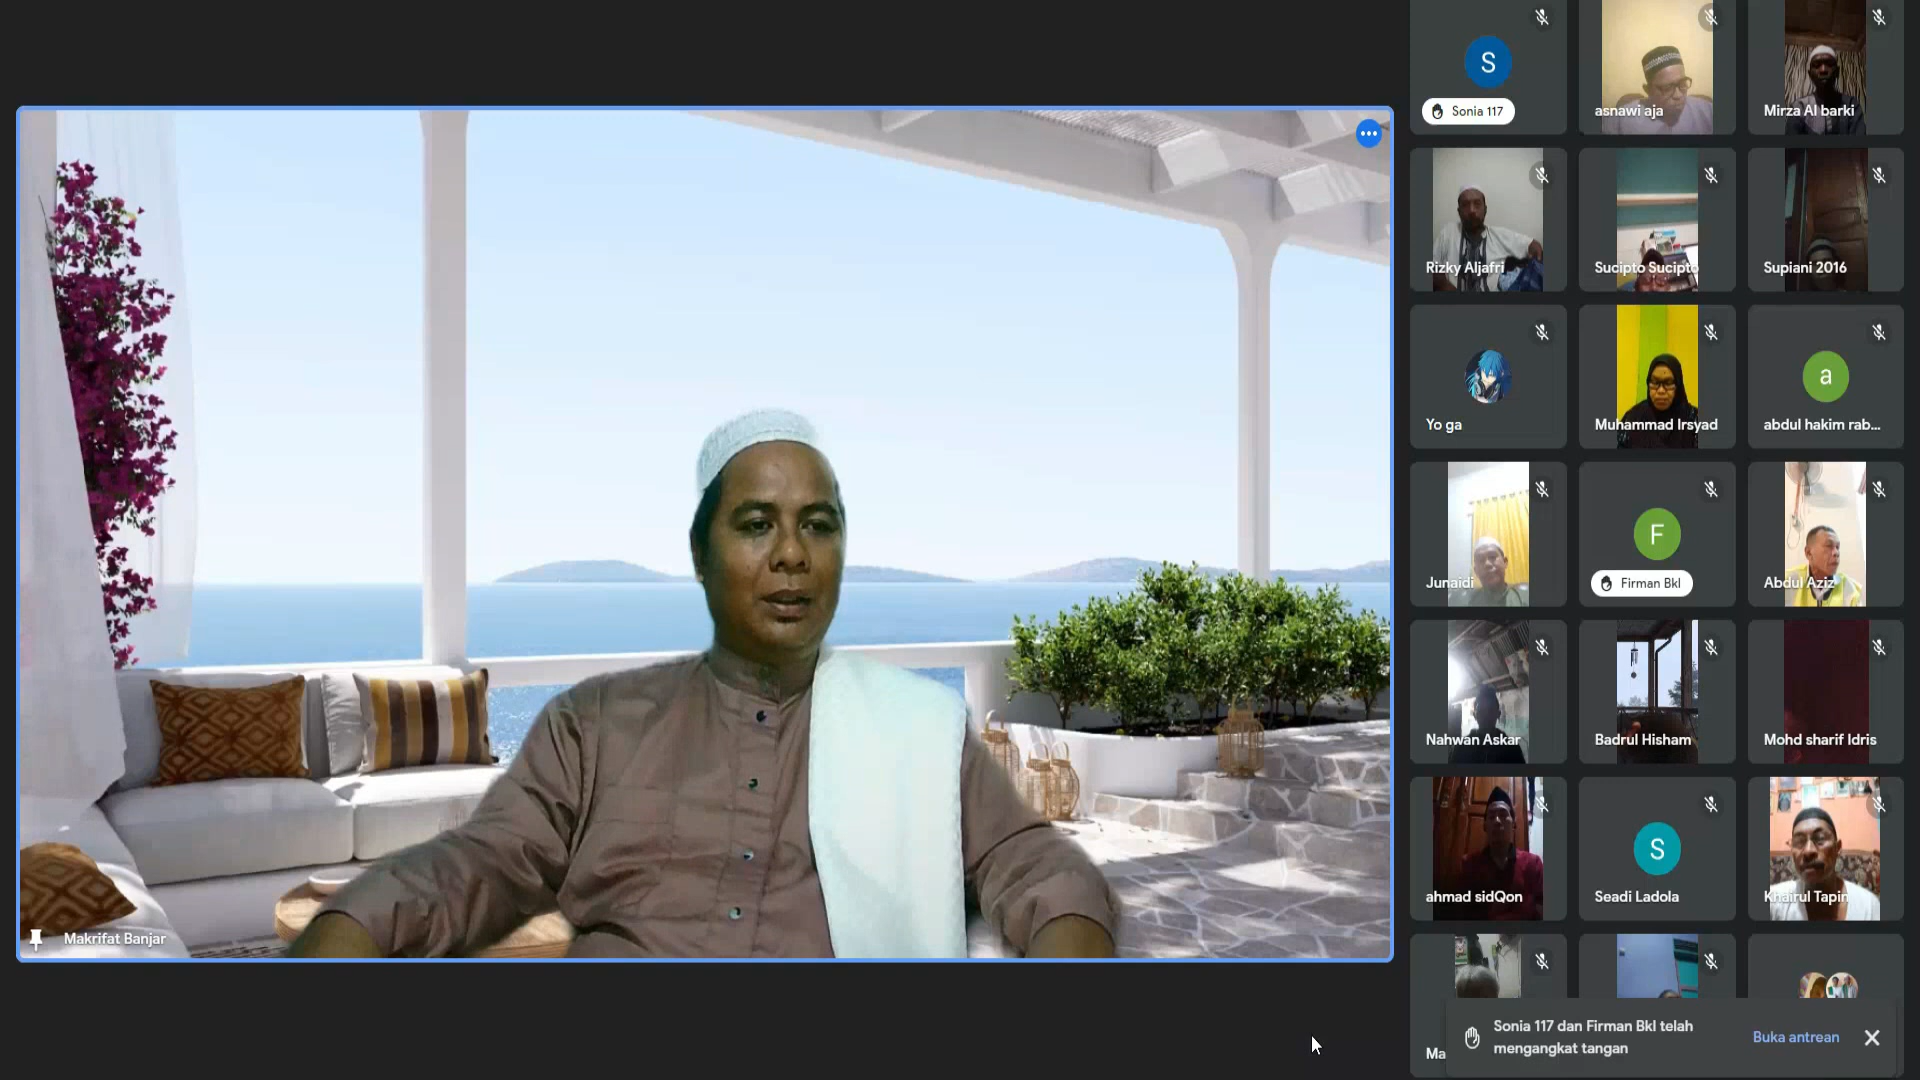 Makrifat Banjar
S
Sonia 117
asnawi aja
Mirza Al barki
Rizky Aljafri
Sucipto Sucipto
Supiani 2016
Yo ga
Muhammad Irsyad
a
abdul hakim rab...
Junaidi
F
Firman Bkl
Abdul Aziz
Nahwan Askar
Badrul Hisham
Mohd sharif Idris
ahmad sidQon
S
Seadi Ladola
Khairul Tapin
Ma
Sonia 117 dan Firman Bkl telah
mengangkat tangan
Buka antrean